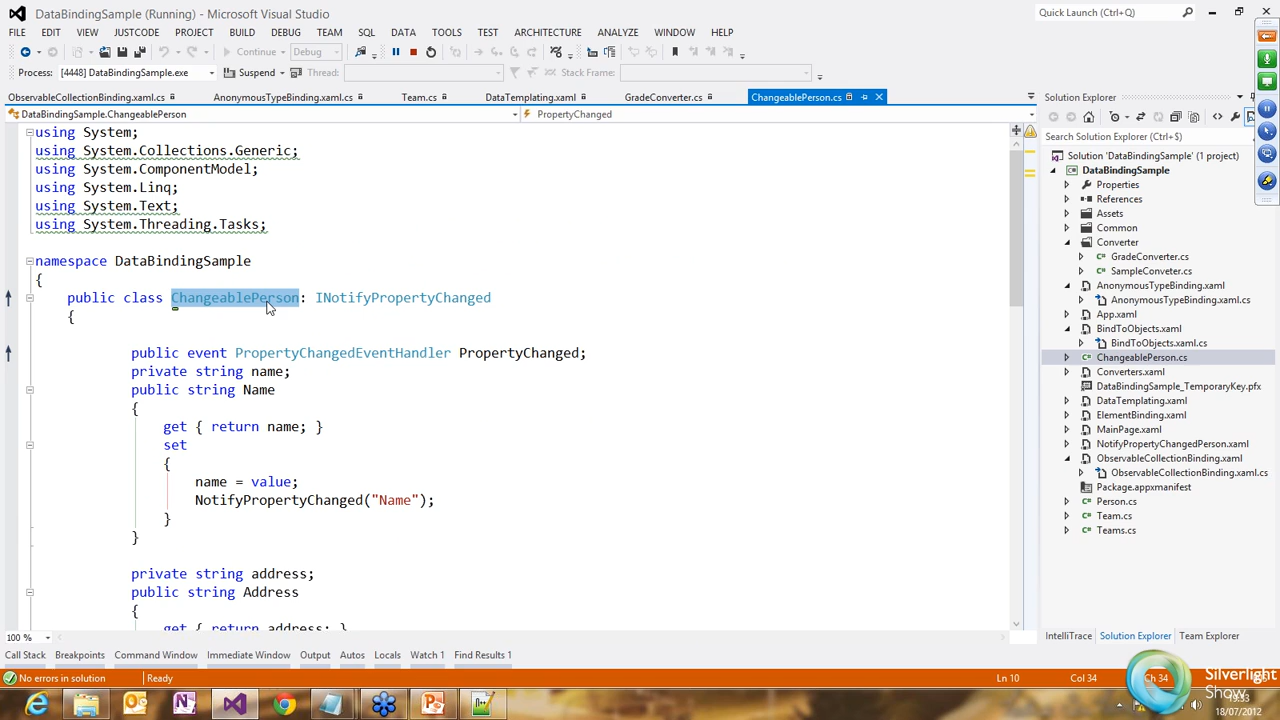 DataBindingSample (Running) - Microsoft Visual Studio
Quick Launch (Ctrl+Q)
FILE EDIT VIEW JUSTCODE PROJECT BUILD DEBUG TEAM SQL DATA TOOLS TEST ARCHITECTURE ANALYZE WINDOW HELP
Continue Debug
Process: [4448] DataBindingSample.exe Suspend Thread: Stack Frame:
ObservableCollectionBinding.xaml.cs AnonymousTypeBinding.xaml.cs Team.cs DataTemplating.xaml GradeConverter.cs ChangeablePerson.cs
DataBindingSample.ChangeablePerson PropertyChanged
using System;
using System.Collections.Generic;
using System.ComponentModel;
using System.Linq;
using System.Text;
using System.Threading.Tasks;
namespace DataBindingSample
{
public class ChangeablePerson: INotifyPropertyChanged
{
public event PropertyChangedEventHandler PropertyChanged;
private string name;
public string Name
{
get { return name; }
set
{
name = value;
NotifyPropertyChanged("Name");
}
}
private string address;
public string Address
{
get { return address; }
100 %
Solution Explorer
Search Solution Explorer (Ctrl+$)
Solution 'DataBindingSample' (1 project)
DataBindingSample
Properties
References
Assets
Common
Converter
GradeConverter.cs
SampleConveter.cs
AnonymousTypeBinding.xaml
AnonymousTypeBinding.xaml.cs
App.xaml
BindToObjects.xaml
BindToObjects.xaml.cs
ChangeablePerson.cs
Converters.xaml
DataBindingSample_TemporaryKey.pfx
DataTemplating.xaml
ElementBinding.xaml
MainPage.xaml
NotifyPropertyChangedPerson.xaml
ObservableCollectionBinding.xaml
ObservableCollectionBinding.xaml.cs
Package.appxmanifest
Person.cs
Team.cs
Teams.cs
IntelliTrace Solution Explorer Team Explorer
Call Stack Breakpoints Command Window Immediate Window Output Autos Locals Watch 1 Find Results 1
No errors in solution Ready Ln 10 Col 34 Ch 34
Silverlight
Show
18/07/2012